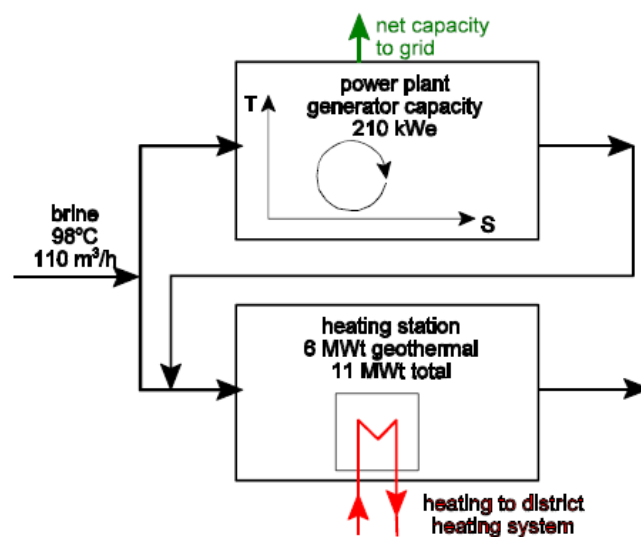 net capacity
to grid
power plant
generator capacity
210 kWe
T
S
brine
98°C
110 m³/h
heating station
6 MWt geothermal
11 MWt total
heating to district
heating system